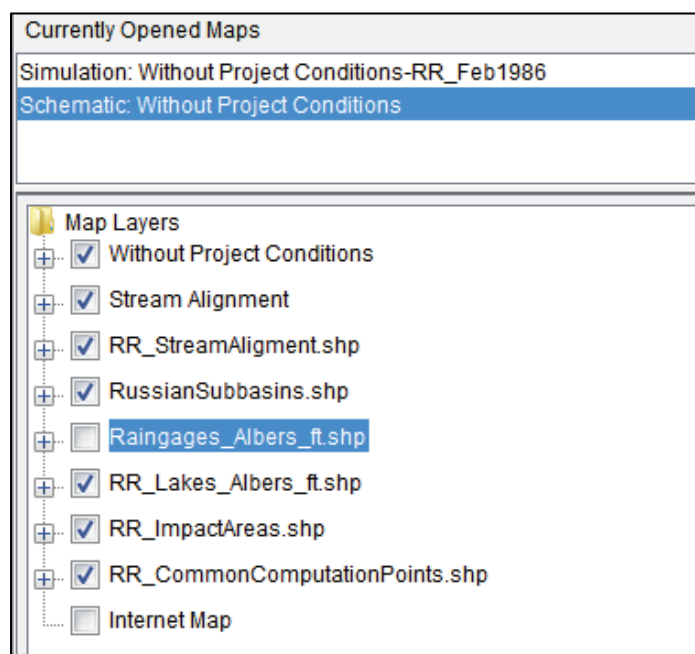 Currently Opened Maps
Simulation: Without Project Conditions-RR_Feb1986
Schematic: Without Project Conditions
Map Layers
Without Project Conditions
Stream Alignment
RR_StreamAligment.shp
RussianSubbasins.shp
Raingages_Albers_ft.shp
RR_Lakes_Albers_ft.shp
RR_ImpactAreas.shp
RR_CommonComputationPoints.shp
Internet Map